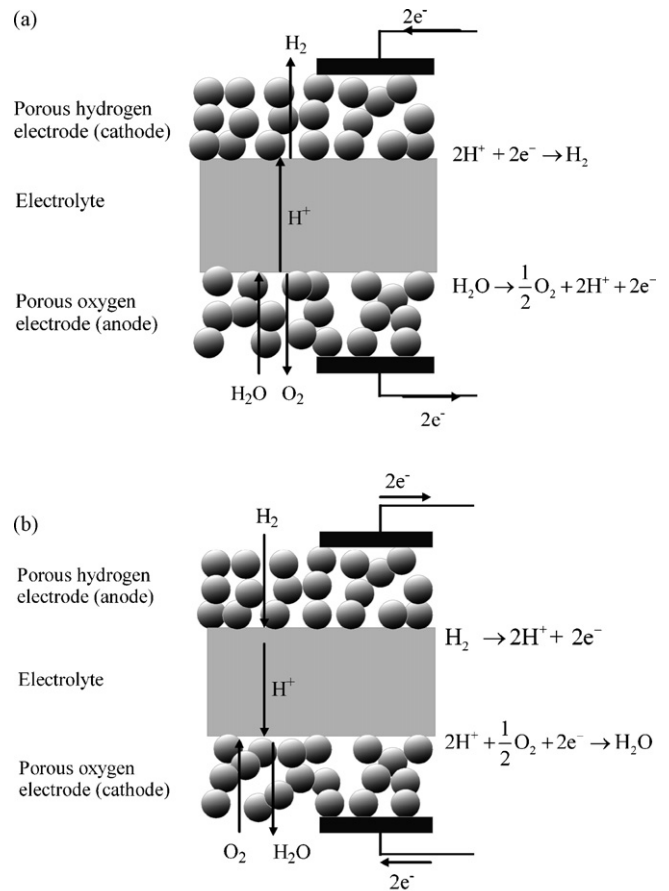 (a)
2e⁻
H₂
Porous hydrogen
electrode (cathode)
2H⁺ + 2e⁻ → H₂
Electrolyte
H⁺
H₂O → 1/2 O₂ + 2H⁺ + 2e⁻
Porous oxygen
electrode (anode)
H₂O O₂
2e⁻
2e⁻
(b)
H₂
Porous hydrogen
electrode (anode)
H₂ → 2H⁺ + 2e⁻
Electrolyte
H⁺
2H⁺ + 1/2 O₂ + 2e⁻ → H₂O
Porous oxygen
electrode (cathode)
O₂ H₂O
2e⁻